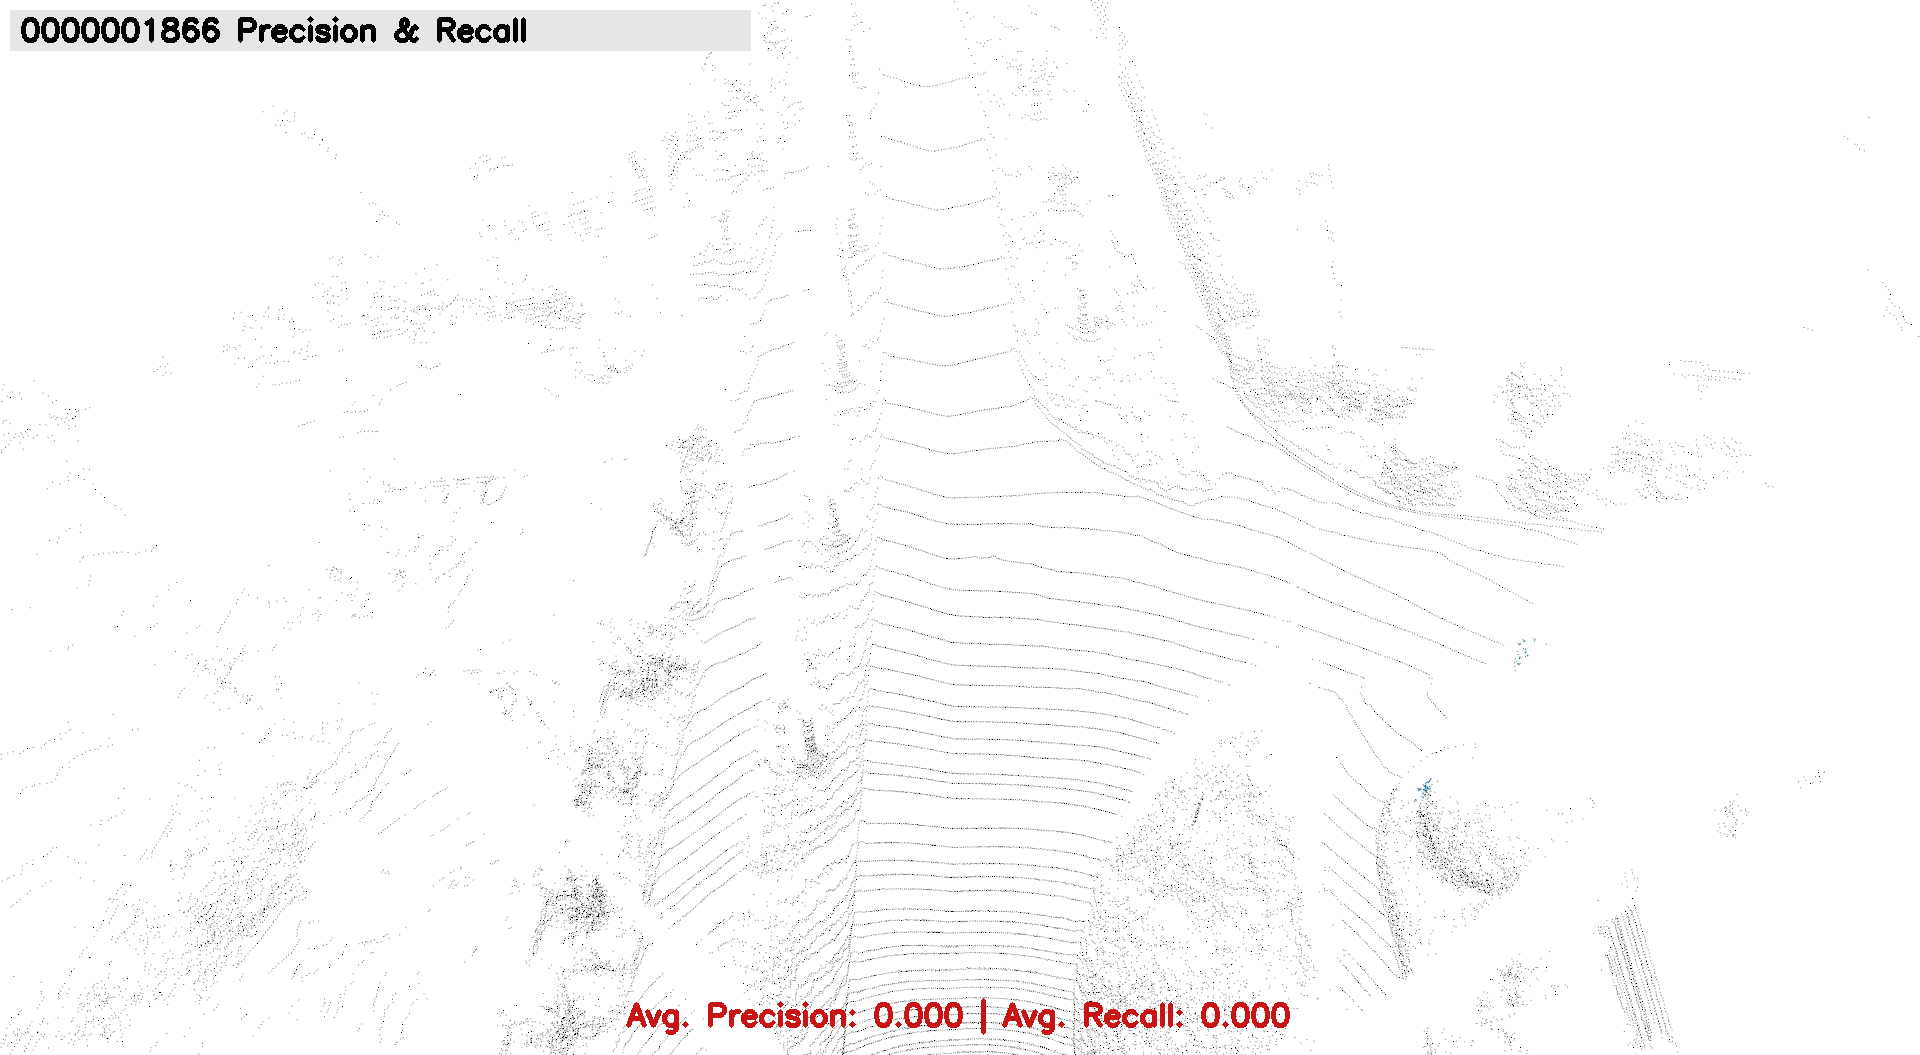 0000001866 Precision & Recall
Avg. Precision: 0.000 | Avg. Recall: 0.000